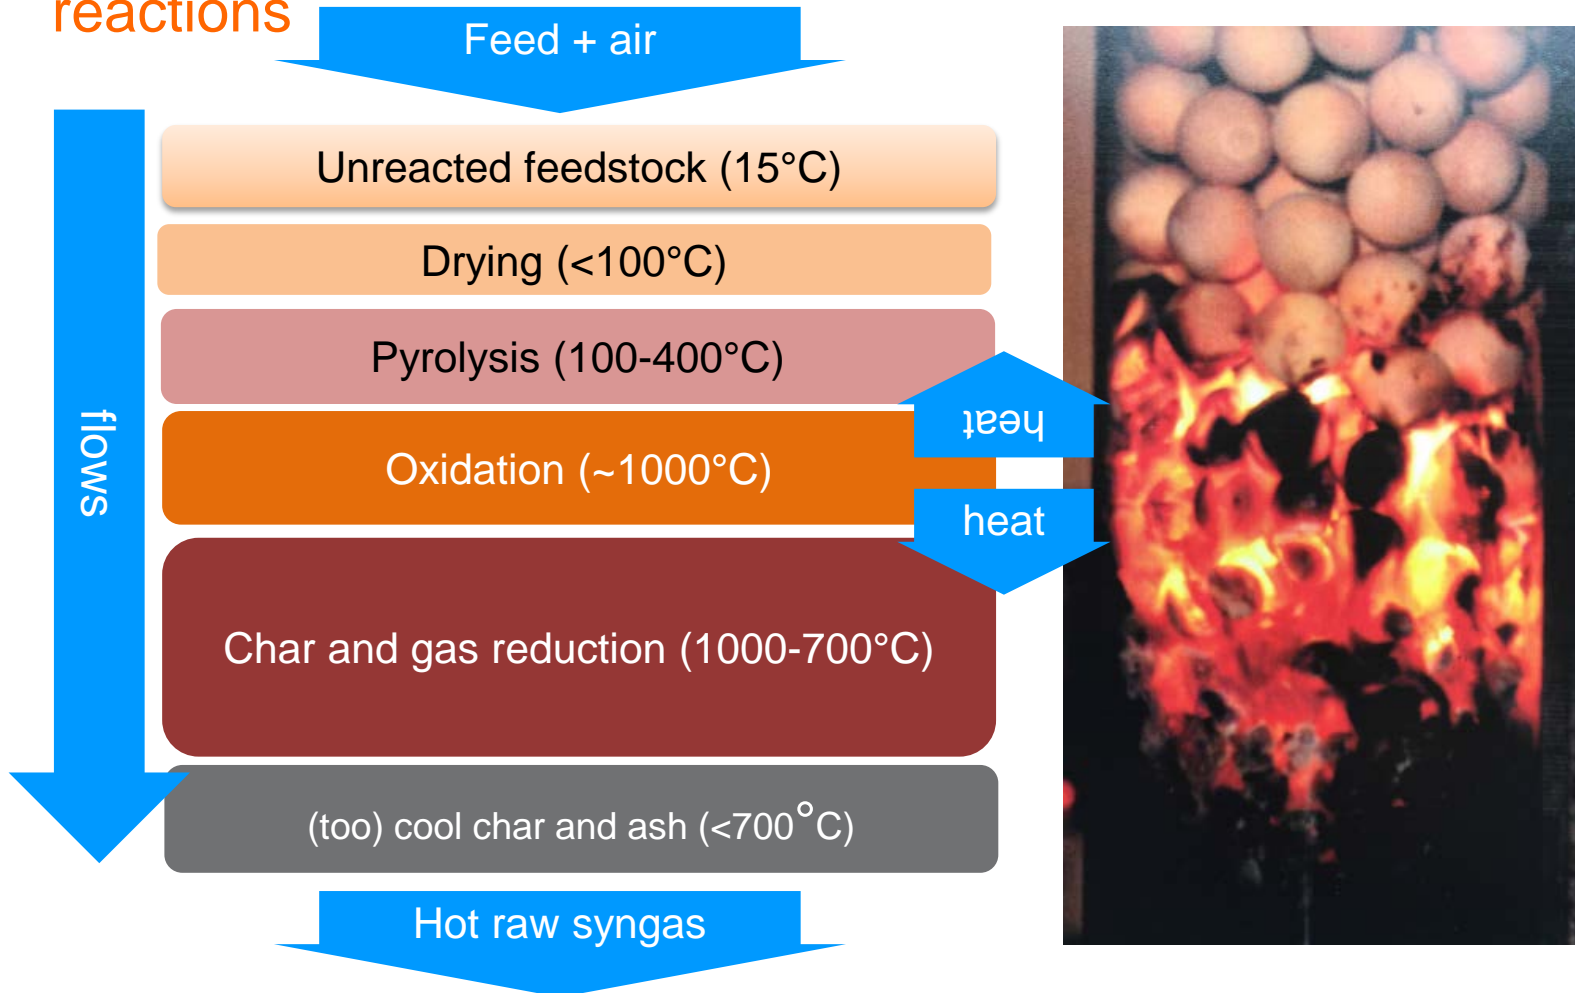 reactions
Feed + air
Unreacted feedstock (15°C)
Drying (<100°C)
Pyrolysis (100-400°C)
heat
Oxidation (~1000°C)
heat
flows
Char and gas reduction (1000-700°C)
(too) cool char and ash (<700°C)
Hot raw syngas